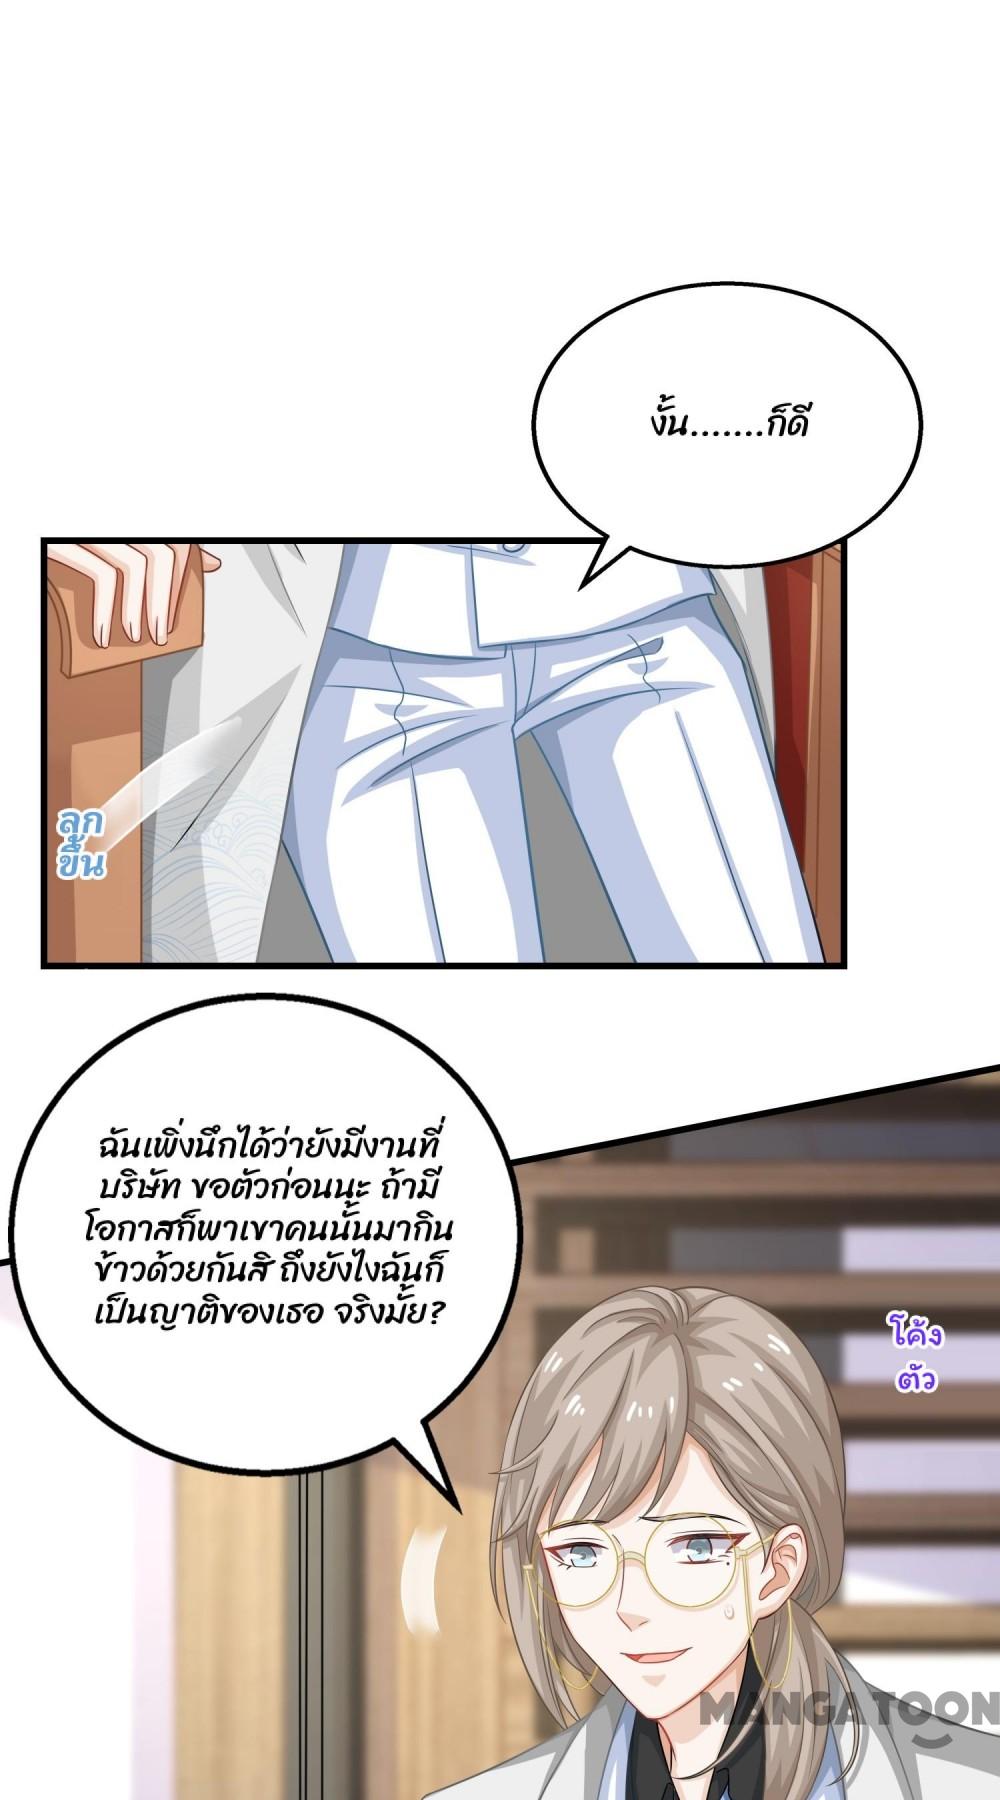 งั้น.......ก็ดี
ลุก
ขึ้น
ฉันเพิ่งนึกได้ว่ายังมีงานที่
บริษัท ขอตัวก่อนนะ ถ้ามี
โอกาสก็พาเขาคนนั้นมากิน
ข้าวด้วยกันสิ ถึงยังไงฉันก็
เป็นญาติของเธอ จริงมั้ย?
โค้ง
ตัว
MANGATOON